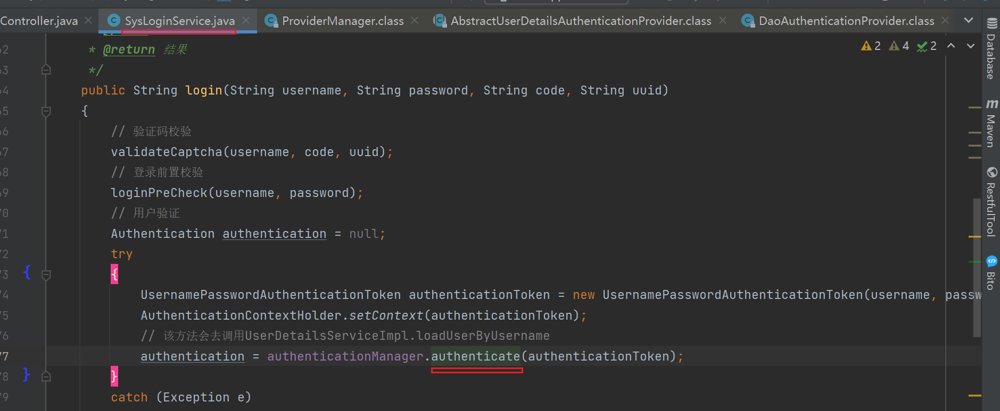 Controller.java
SysLoginService.java
ProviderManager.class
AbstractUserDetailsAuthenticationProvider.class
DaoAuthenticationProvider.class
2 4 2
62 * @return 结果
63 */
64 public String login(String username, String password, String code, String uuid)
65 {
66 // 验证码校验
67 validateCaptcha(username, code, uuid);
68 // 登录前置校验
69 loginPreCheck(username, password);
70 // 用户验证
71 Authentication authentication = null;
72 try
73 { {
74 UsernamePasswordAuthenticationToken authenticationToken = new UsernamePasswordAuthenticationToken(username, passw
75 AuthenticationContextHolder.setContext(authenticationToken);
76 // 该方法会去调用UserDetailsServiceImpl.loadUserByUsername
77 authentication = authenticationManager.authenticate(authenticationToken);
78 } }
79 catch (Exception e)
Database
Maven
RestfulTool
Bito